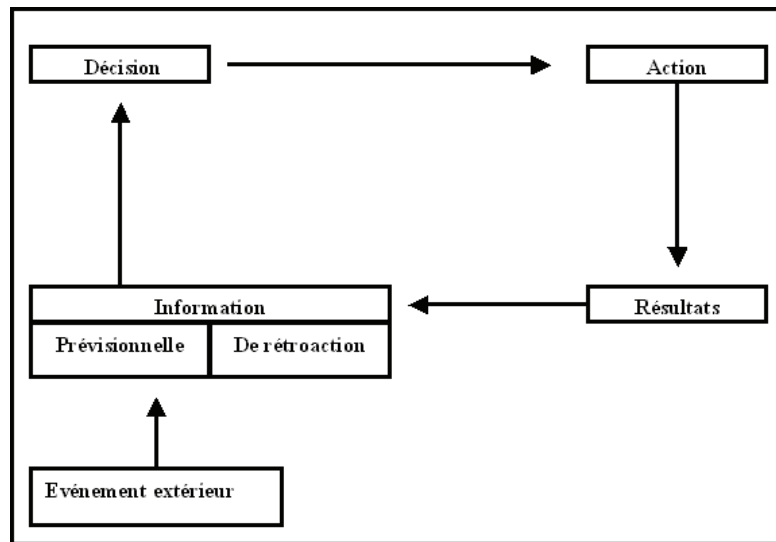 Décision
Action
Information
Résultats
Prévisionnelle
De rétroaction
Evénement extérieur